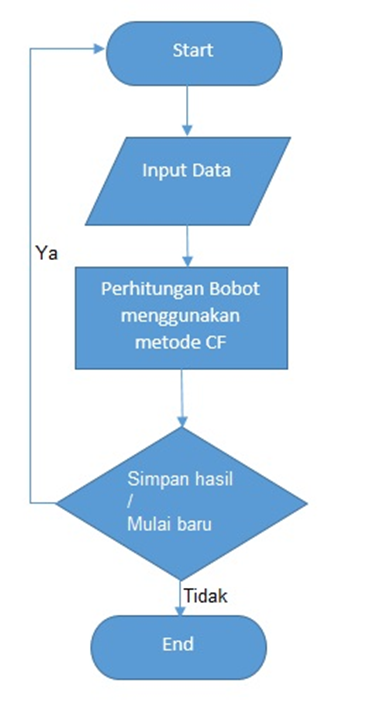 Start
Input Data
Ya
Perhitungan Bobot
menggunakan
metode CF
Simpan hasil
/
Mulai baru
Tidak
End